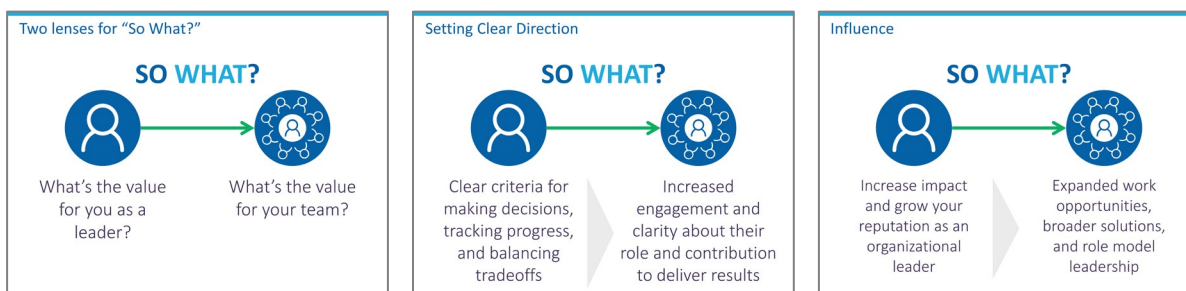 Two lenses for “So What?”
SO WHAT?
What’s the value
for you as a
leader?
What’s the value
for your team?
Setting Clear Direction
SO WHAT?
Clear criteria for
making decisions,
tracking progress,
and balancing
tradeoffs
Increased
engagement and
clarity about their
role and contribution
to deliver results
Influence
SO WHAT?
Increase impact
and grow your
reputation as an
organizational
leader
Expanded work
opportunities,
broader solutions,
and role model
leadership